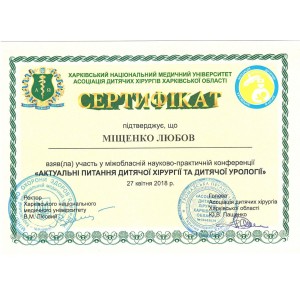 ХАРКІВСЬКИЙ НАЦІОНАЛЬНИЙ МЕДИЧНИЙ УНІВЕРСИТЕТ
АСОЦІАЦІЯ ДИТЯЧИХ ХІРУРГІВ ХАРКІВСЬКОЇ ОБЛАСТІ
СЕРТИФІКАТ
підтверджує, що
МІЩЕНКО ЛЮБОВ
взяв(ла) участь у міжобласній науково-практичній конференції
«АКТУАЛЬНІ ПИТАННЯ ДИТЯЧОЇ ХІРУРГІЇ ТА ДИТЯЧОЇ УРОЛОГІЇ»
27 квітня 2018 р.
Ректор
Харківського національного
медичного університету
В.М. Лісовий
Голова
Асоціація дитячих хірургів
Харківської області
Ю.В. Пащенко